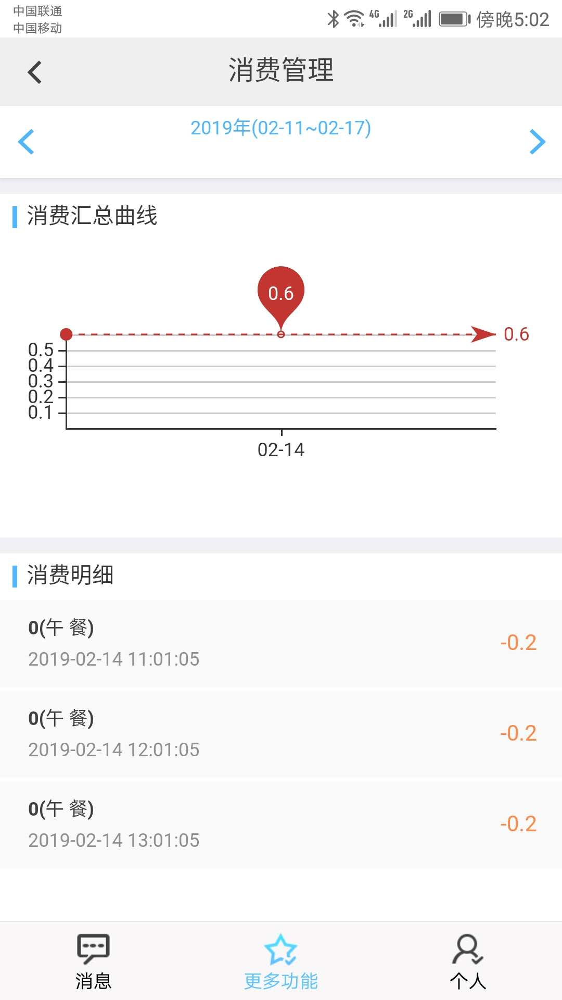 中国联通
中国移动
4G 2G 傍晚5:02
消费管理
2019年(02-11~02-17)
消费汇总曲线
0.6
0.6
0.5
0.4
0.3
0.2
0.1
02-14
消费明细
0(午 餐)
-0.2
2019-02-14 11:01:05
0(午 餐)
-0.2
2019-02-14 12:01:05
0(午 餐)
-0.2
2019-02-14 13:01:05
消息 更多功能 个人